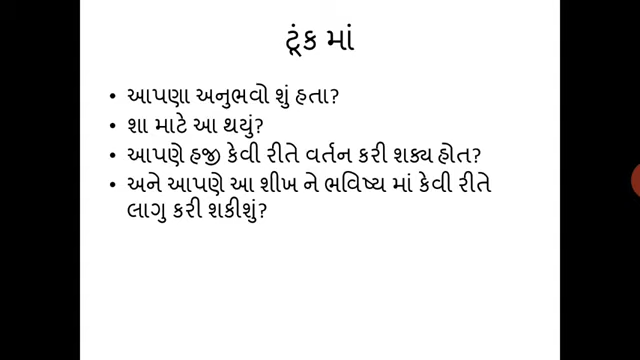 ટૂંક માં
• આપણા અનુભવો શું હતા?
• શા માટે આ થયું?
• આપણે હજી કેવી રીતે વર્તન કરી શક્ય હોત?
• અને આપણે આ શીખ ને ભવિષ્ય માં કેવી રીતે
લાગુ કરી શકીશું?